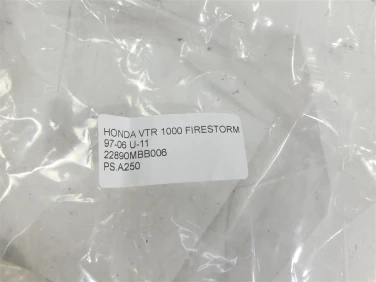 HONDA VTR 1000 FIRESTORM
97-06 U-11
22890MBB006
PS.A250